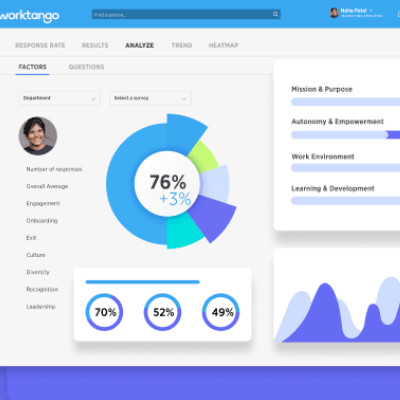 worktango
Find a person...
Neha Patel
RESPONSE RATE RESULTS ANALYZE TREND HEATMAP
FACTORS QUESTIONS
Department Select a survey
76%
+3%
Number of responses
Overall Average
Engagement
Onboarding
Exit
Culture
Diversity
Recognition
Leadership
70% 52% 49%
Mission & Purpose
Autonomy & Empowerment
Work Environment
Learning & Development